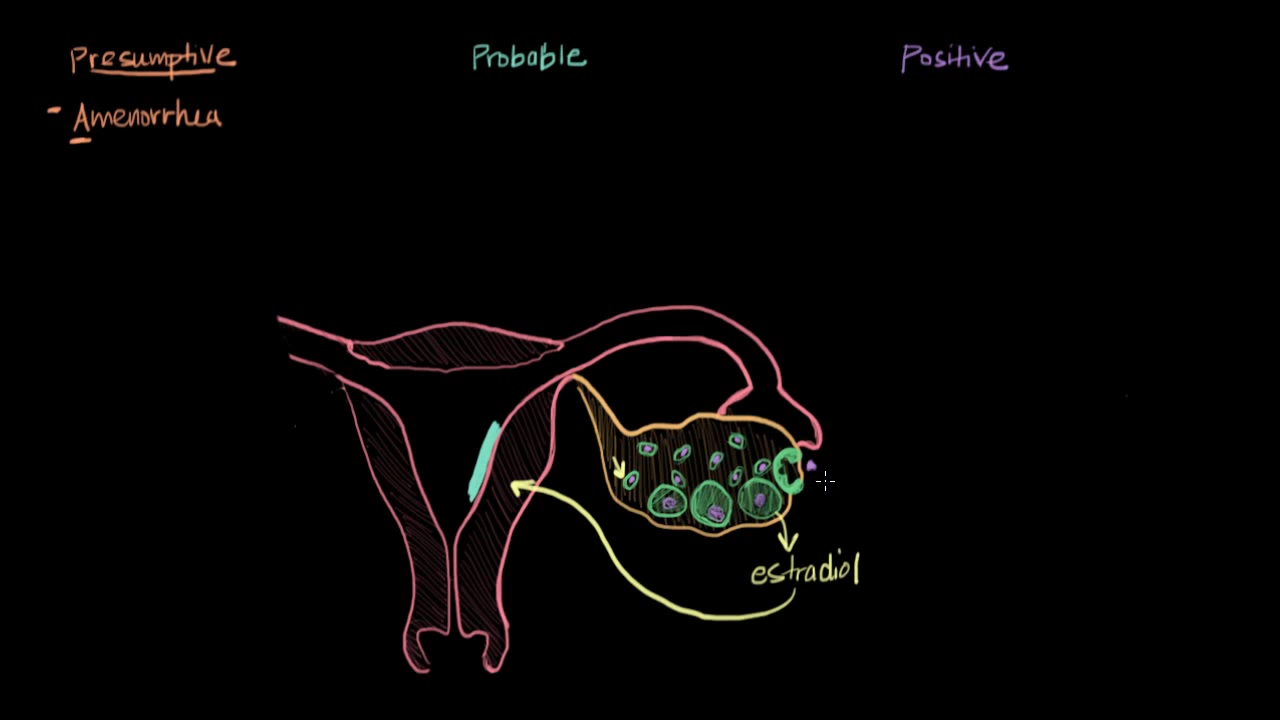 Presumptive
Probable
Positive
- Amenorrhea
estradiol